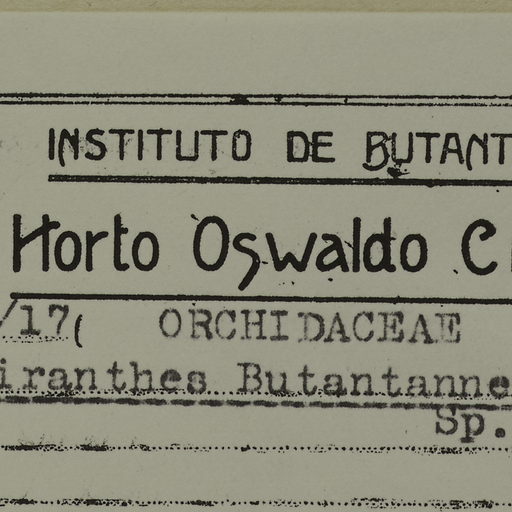 INSTITUTO DE BUTANT
Horto Oswaldo C
/17( ORCHIDACEAE
iranthes Butantanne
Sp.